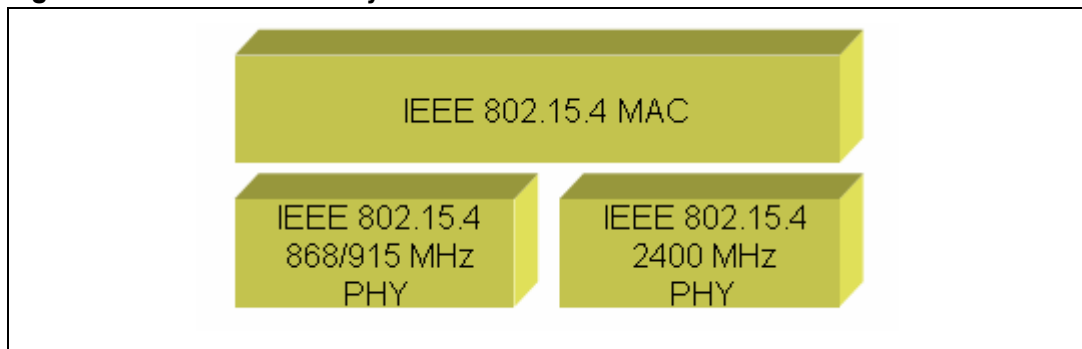 IEEE 802.15.4 MAC
IEEE 802.15.4
868/915 MHz
PHY
IEEE 802.15.4
2400 MHz
PHY